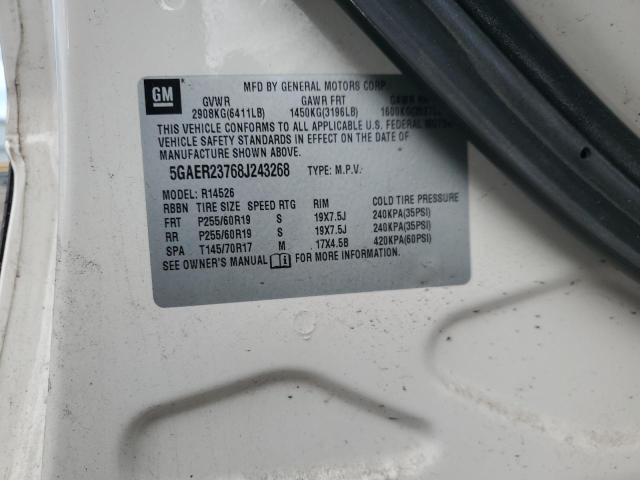 GM
MFD BY GENERAL MOTORS CORP
GVWR GAWR FRT GAWR
2908KG(6411LB) 1450KG(3196LB)
THIS VEHICLE CONFORMS TO ALL APPLICABLE U.S. FEDERAL MOTOR
VEHICLE SAFETY STANDARDS IN EFFECT ON THE DATE OF
MANUFACTURE SHOWN ABOVE.
5GAER23768J243268 TYPE: M.P.V.
MODEL: R14526
RBBN TIRE SIZE SPEED RTG RIM COLD TIRE PRESSURE
FRT P255/60R19 S 19X7.5J 240KPA(35PSI)
RR P255/60R19 S 19X7.5J 240KPA(35PSI)
SPA T145/70R17 M 17X4.5B 420KPA(60PSI)
SEE OWNER'S MANUAL FOR MORE INFORMATION.